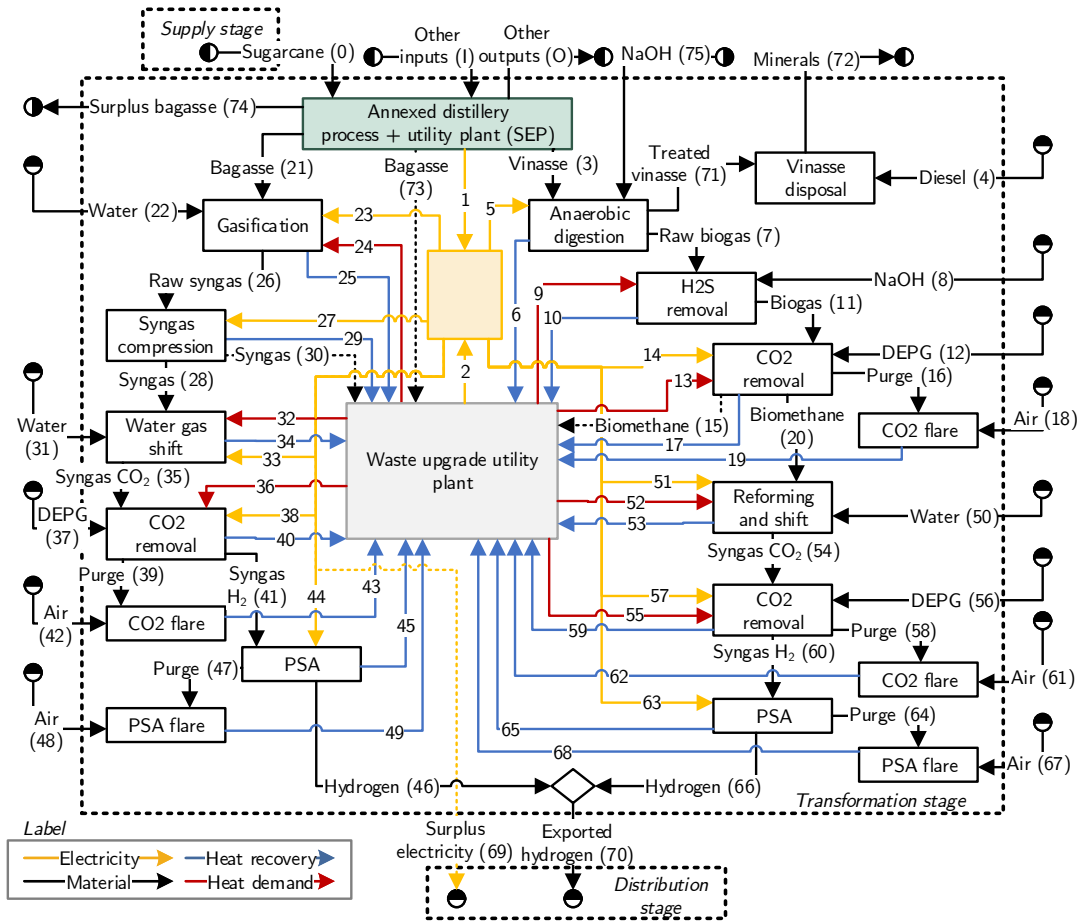 Supply stage
Sugarcane (0)
Other
inputs (I)
Other
outputs (O)
NaOH (75)
Minerals (72)
Surplus bagasse (74)
Annexed distillery
process + utility plant (SEP)
Bagasse (21)
Bagasse
(73)
1
Vinasse (3)
Treated
vinasse (71)
Vinasse
disposal
Diesel (4)
Water (22)
Gasification
23
24
25
5
Anaerobic
digestion
Raw biogas (7)
Raw syngas (26)
6
9
10
H2S
removal
NaOH (8)
Biogas (11)
Syngas
compression
27
29
Syngas (30)
2
14
13
CO2
removal
DEPG (12)
Purge (16)
Syngas (28)
Water
(31)
Water gas
shift
32
34
33
Waste upgrade utility
plant
Biomethane (15)
17
19
Biomethane
(20)
CO2 flare
Air (18)
Syngas CO₂ (35)
36
DEPG
(37)
CO2
removal
38
40
51
52
53
Reforming
and shift
Water (50)
Purge (39)
Syngas
H₂ (41)
43
Syngas CO₂ (54)
Air
(42)
CO2 flare
44
45
57
55
59
CO2
removal
DEPG (56)
Purge (58)
Purge (47)
PSA
Syngas H₂ (60)
62
CO2 flare
Air (61)
Air
(48)
PSA flare
49
63
65
PSA
Purge (64)
68
PSA flare
Air (67)
Hydrogen (46)
Hydrogen (66)
Transformation stage
Label
Electricity
Heat recovery
Material
Heat demand
Surplus
electricity (69)
Exported
hydrogen (70)
Distribution
stage